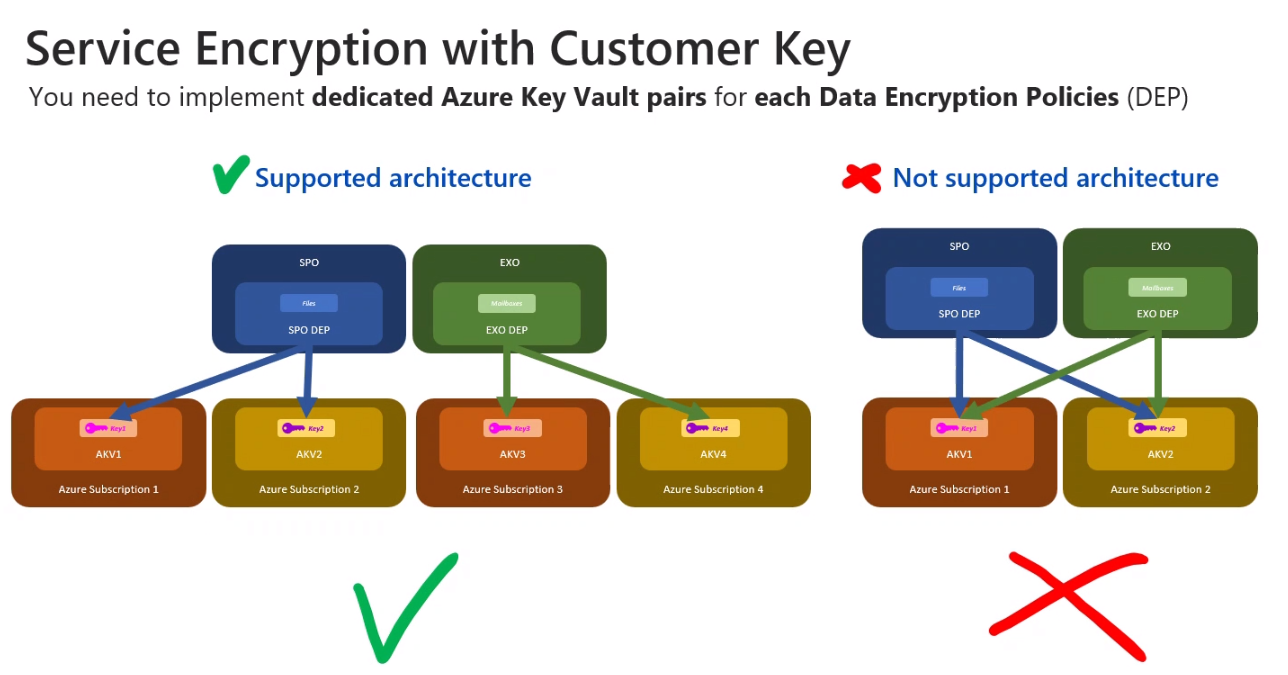 Service Encryption with Customer Key
You need to implement dedicated Azure Key Vault pairs for each Data Encryption Policies (DEP)
Supported architecture
SPO
Files
SPO DEP
EXO
Mailboxes
EXO DEP
Key1
AKV1
Azure Subscription 1
Key2
AKV2
Azure Subscription 2
Key3
AKV3
Azure Subscription 3
Key4
AKV4
Azure Subscription 4
Not supported architecture
SPO
Files
SPO DEP
EXO
Mailboxes
EXO DEP
Key1
AKV1
Azure Subscription 1
Key2
AKV2
Azure Subscription 2